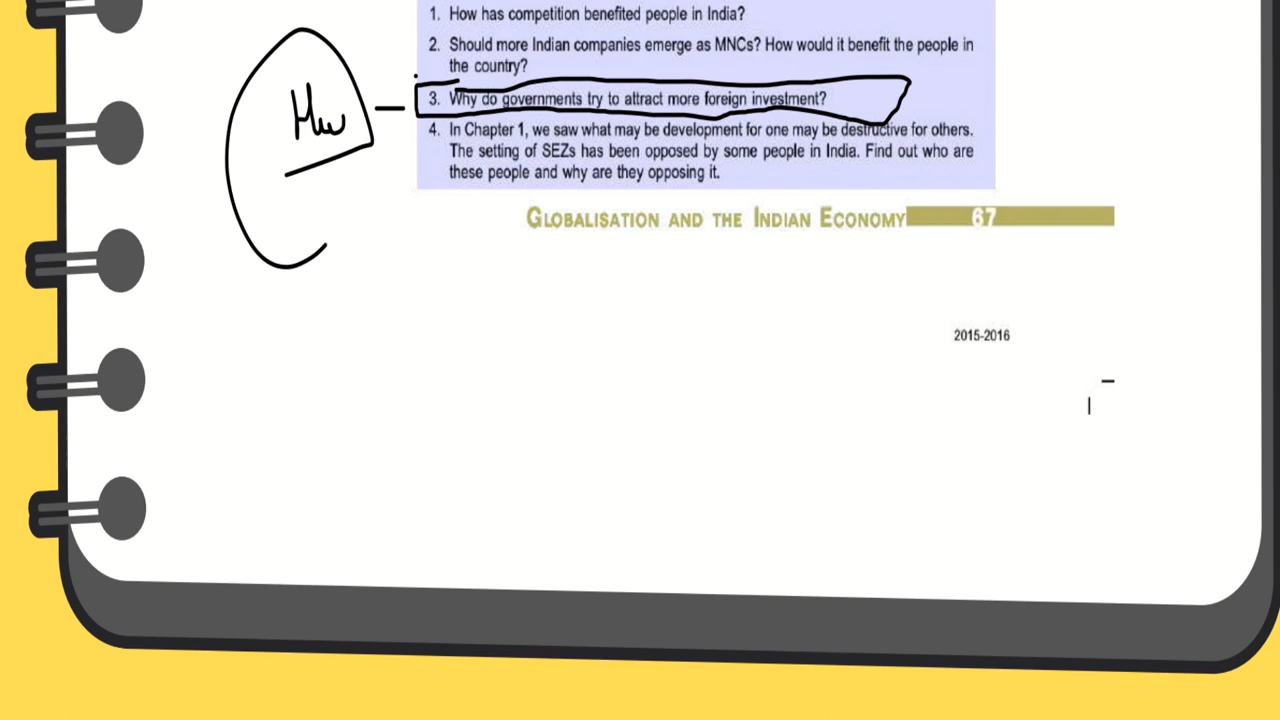 1. How has competition benefited people in India?
2. Should more Indian companies emerge as MNCs? How would it benefit the people in
the country?
Hw
3. Why do governments try to attract more foreign investment?
4. In Chapter 1, we saw what may be development for one may be destructive for others.
The setting of SEZs has been opposed by some people in India. Find out who are
these people and why are they opposing it.
GLOBALISATION AND THE INDIAN ECONOMY 67
2015-2016